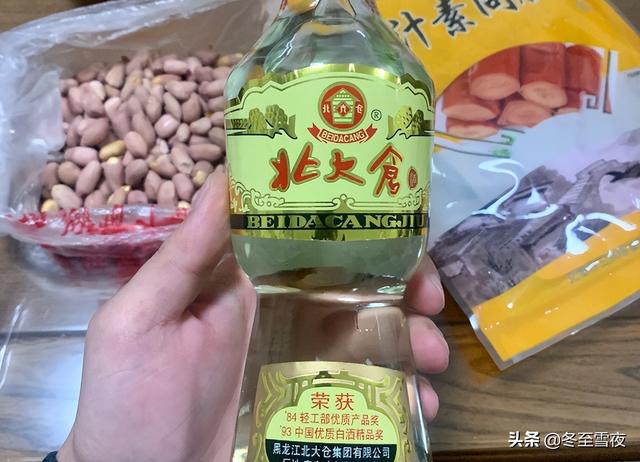 汁素
北大仓
BEIDACANG
®
北大仓
BEIDACANGJIU
荣获
'84 轻工部优质产品奖
'93 中国优质白酒精品奖
黑龙江北大仓集团有限公司
头条 @冬至雪夜